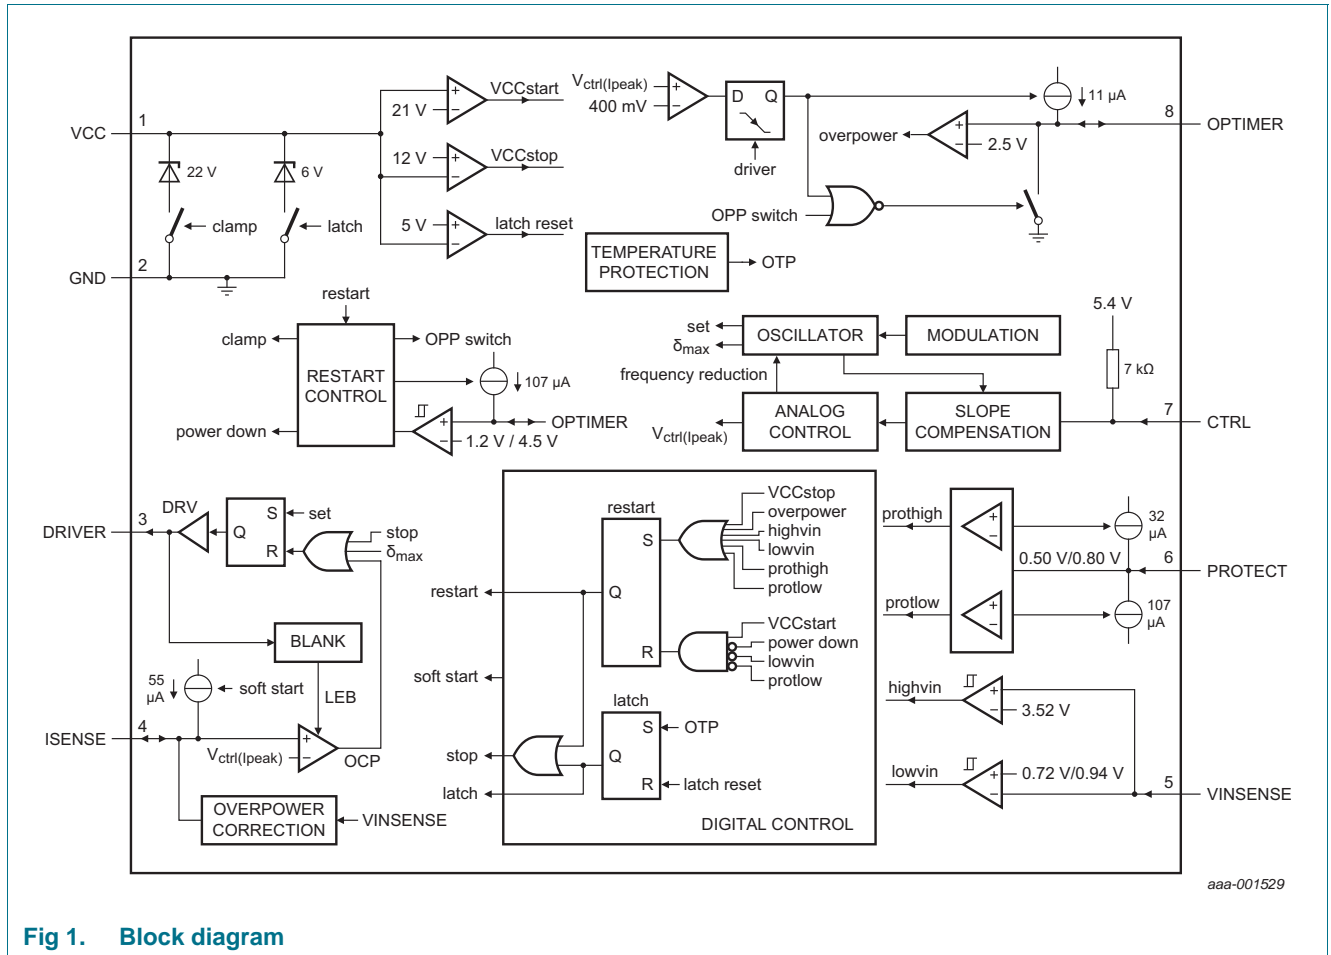 VCC
1
22 V
6 V
clamp
latch
GND
2
21 V
VCCstart
12 V
VCCstop
5 V
latch reset
Vctrl(Ipeak)
400 mV
D Q
driver
overpower
2.5 V
11 µA
8
OPTIMER
OPP switch
TEMPERATURE
PROTECTION
OTP
restart
clamp
RESTART
CONTROL
OPP switch
107 µA
OPTIMER
1.2 V / 4.5 V
power down
set
δmax
OSCILLATOR
MODULATION
frequency reduction
ANALOG
CONTROL
SLOPE
COMPENSATION
Vctrl(Ipeak)
5.4 V
7 kΩ
7
CTRL
DRIVER
3
DRV
Q
S
R
set
stop
δmax
BLANK
LEB
55
µA
soft start
ISENSE
4
Vctrl(Ipeak)
OCP
OVERPOWER
CORRECTION
VINSENSE
restart
S
Q
R
VCCstop
overpower
highvin
lowvin
prothigh
protlow
VCCstart
power down
lowvin
protlow
restart
soft start
stop
latch
latch
S
Q
R
OTP
latch reset
DIGITAL CONTROL
prothigh
protlow
32
µA
0.50 V/0.80 V
6
PROTECT
107
µA
highvin
3.52 V
lowvin
0.72 V/0.94 V
5
VINSENSE
aaa-001529
Fig 1. Block diagram